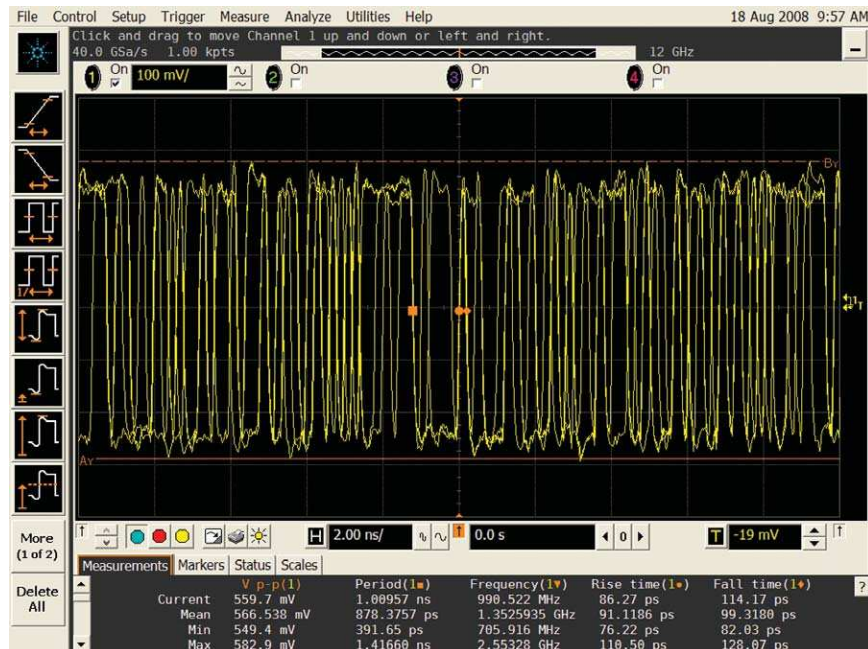 File Control Setup Trigger Measure Analyze Utilities Help 18 Aug 2008 9:57 AM
Click and drag to move Channel 1 up and down or left and right.
40.0 GSa/s 1.00 kpts 12 GHz
1 On 100 mV/ 2 On 3 On 4 On
By
1T
Ay
More
(1 of 2)
Delete
All
H 2.00 ns/ 0.0 s 0 T -19 mV
Measurements Markers Status Scales
V p-p(1) Period(1■) Frequency(1▼) Rise time(1●) Fall time(1♦) ?
Current 559.7 mV 1.00957 ns 990.522 MHz 86.27 ps 114.17 ps
Mean 566.538 mV 878.3757 ps 1.3525935 GHz 91.1186 ps 99.3180 ps
Min 549.4 mV 391.65 ps 705.916 MHz 76.22 ps 82.03 ps
Max 582.9 mV 1.41660 ns 2.55328 GHz 110.50 ps 128.07 ps